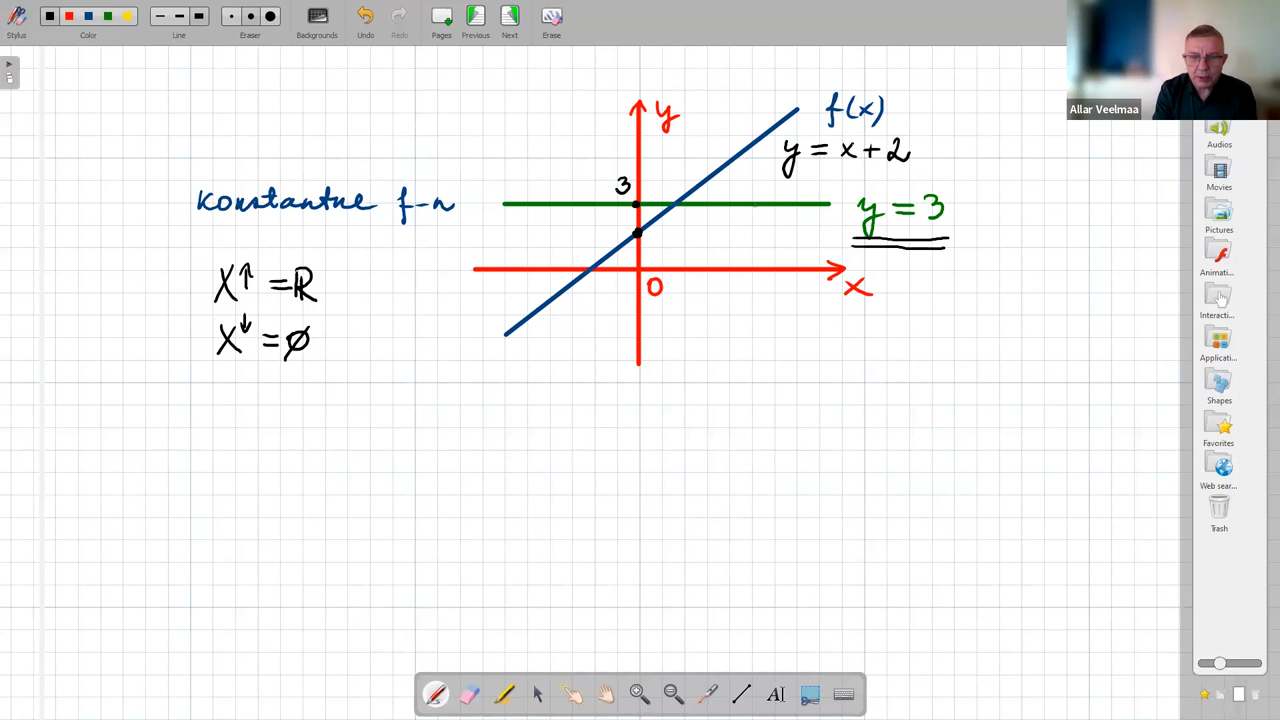 Stylus
Color
Line
Eraser
Backgrounds
Undo
Redo
Pages
Previous
Next
Erase
Allar Veelmaa
y
f(x)
y = x + 2
3
konstantne f-n
y = 3
X↑ = ℝ
0
x
X↓ = ∅
Audios
Movies
Pictures
Animati...
Interacti...
Applicati...
Shapes
Favorites
Web sear...
Trash
AI